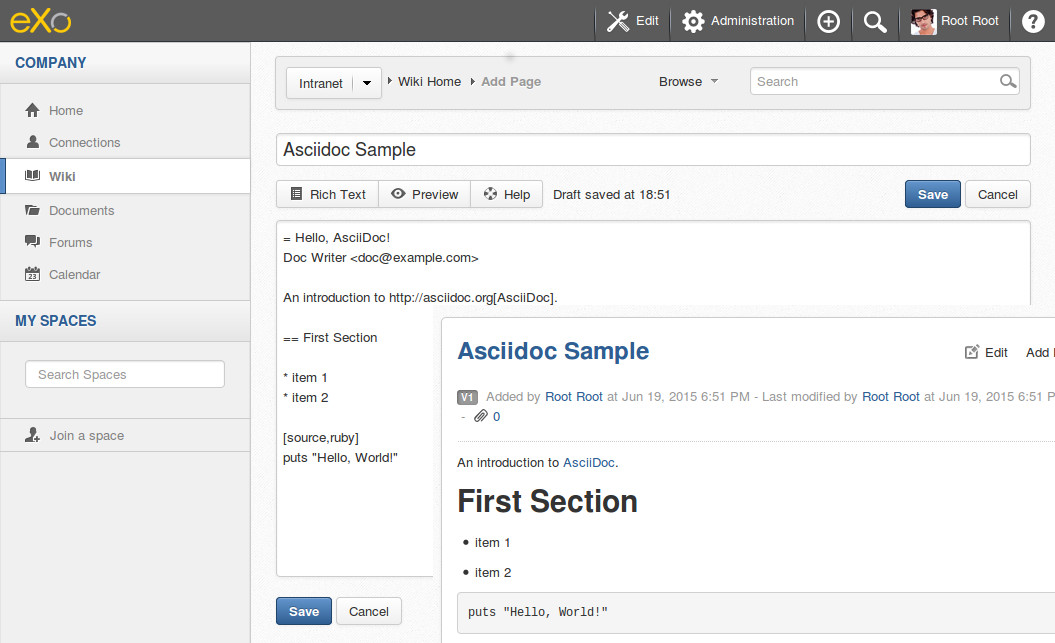 eXo
Edit
Administration
Root Root
COMPANY
Home
Connections
Wiki
Documents
Forums
23
Calendar
MY SPACES
Search Spaces
Join a space
Intranet
Wiki Home
Add Page
Browse
Search
Asciidoc Sample
Rich Text
Preview
Help
Draft saved at 18:51
Save
Cancel
= Hello, AsciiDoc!
Doc Writer <doc@example.com>
An introduction to http://asciidoc.org[AsciiDoc].
== First Section
* item 1
* item 2
[source,ruby]
puts "Hello, World!"
Save
Cancel
Asciidoc Sample
Edit
Add
V1 Added by Root Root at Jun 19, 2015 6:51 PM - Last modified by Root Root at Jun 19, 2015 6:51 P
- 0
An introduction to AsciiDoc.
First Section
• item 1
• item 2
puts "Hello, World!"